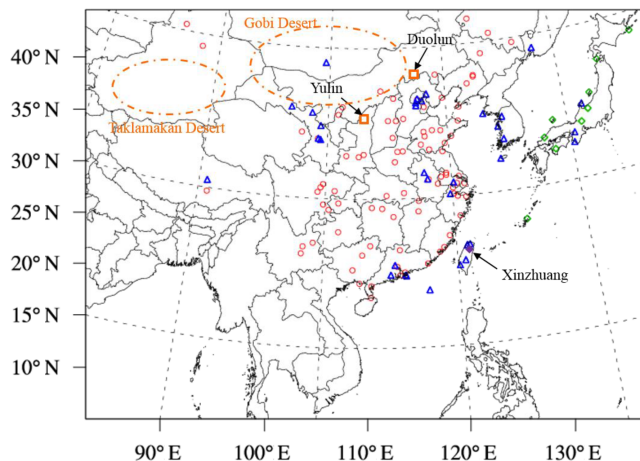 Gobi Desert
Duolun
Yulin
Taklamakan Desert
Xinzhuang
40° N
35° N
30° N
25° N
20° N
15° N
10° N
90° E
100° E
110° E
120° E
130° E